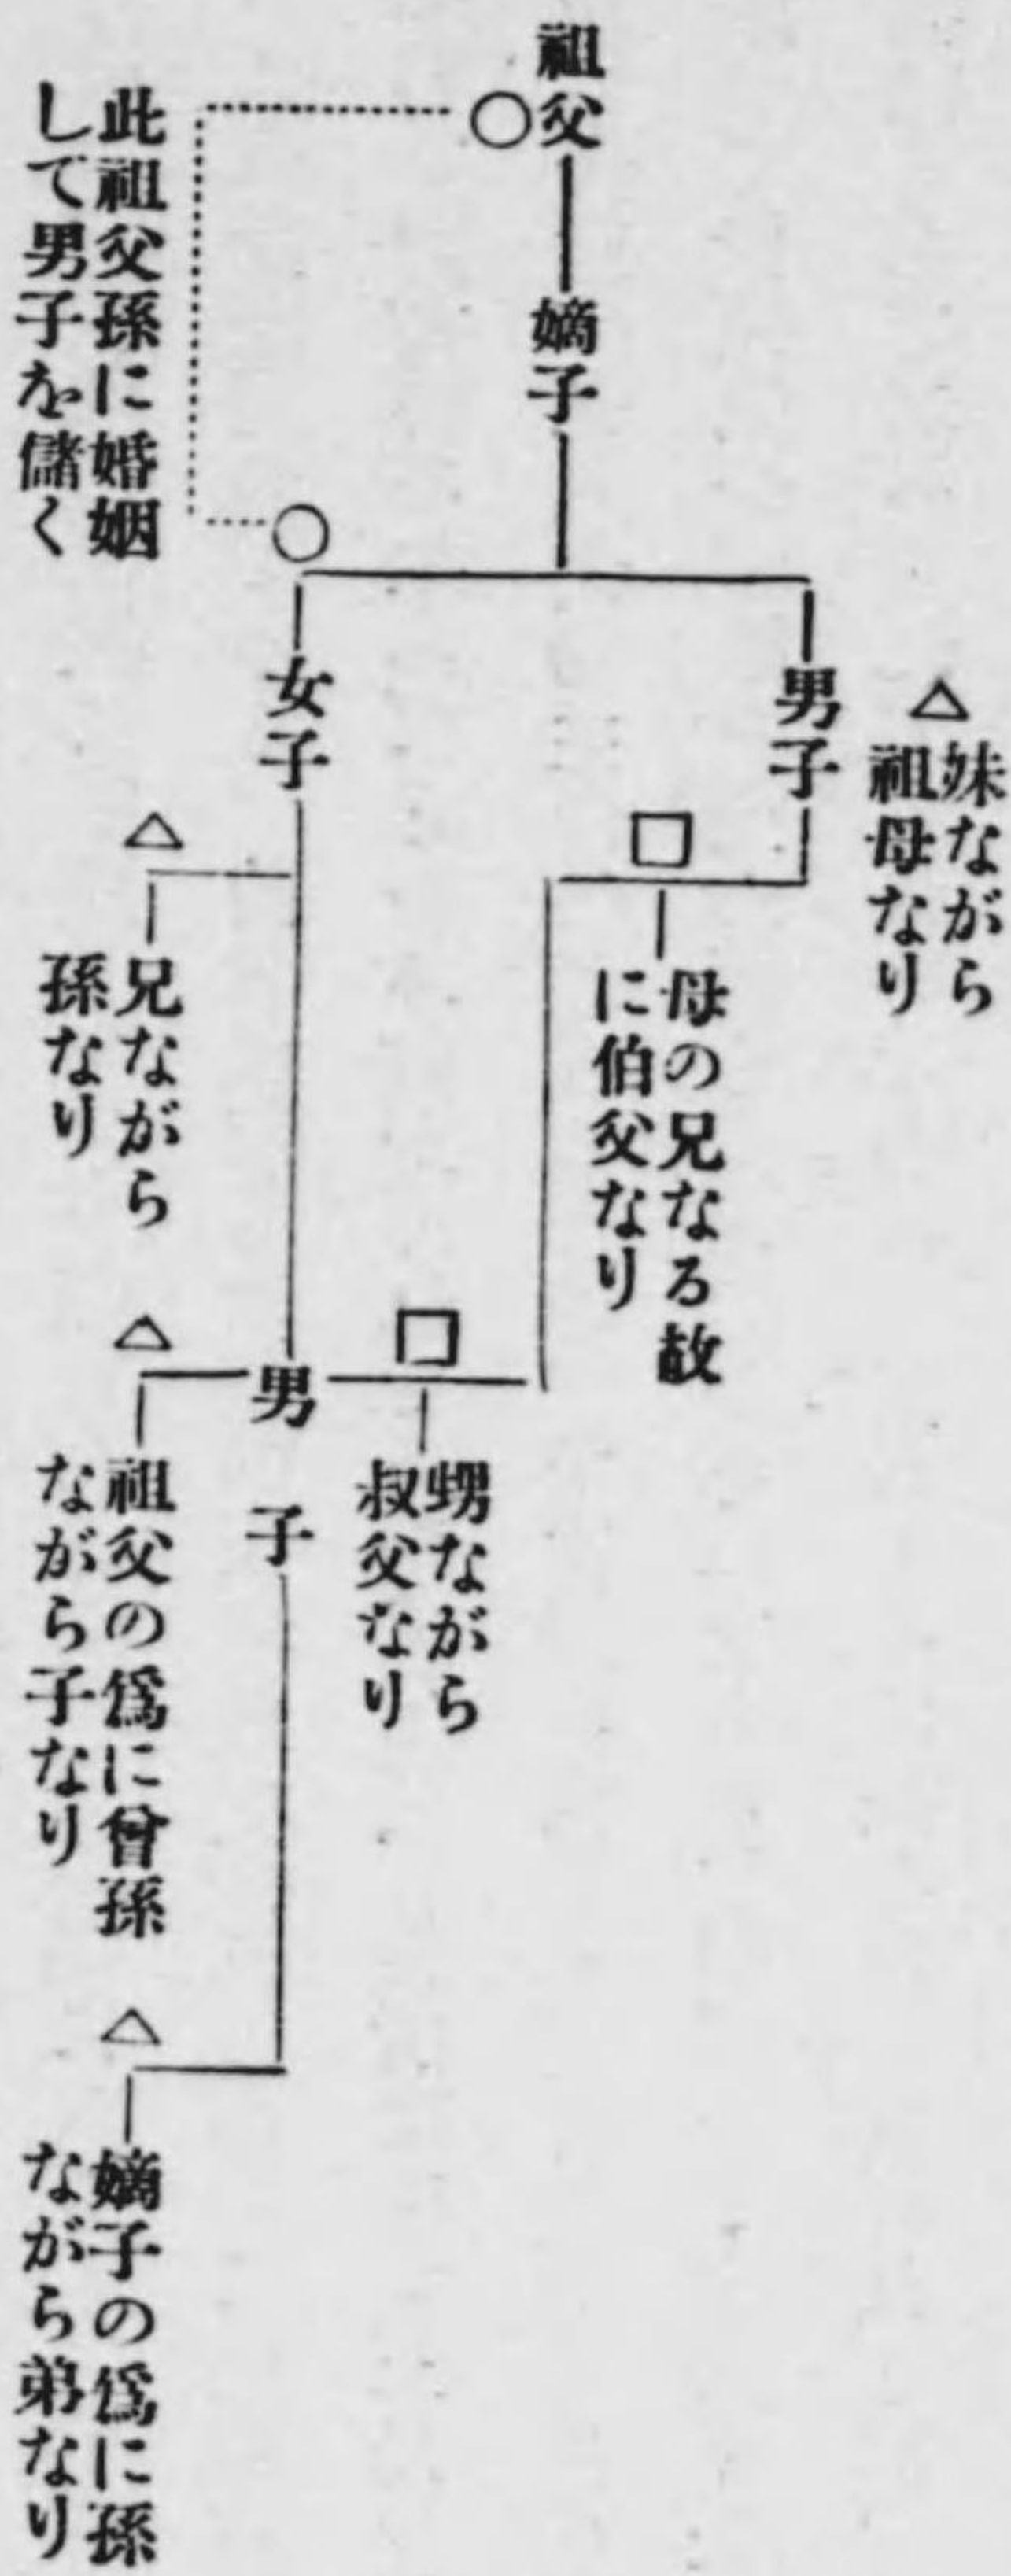 祖父
嫡子
此祖父孫に婚姻
して男子を儲く
男子
妹ながら
祖母なり
女子
母の兄なる故
に伯父なり
兄ながら
孫なり
男子
甥ながら
叔父なり
祖父の爲に曾孫
ながら子なり
嫡子の爲に孫
ながら弟なり